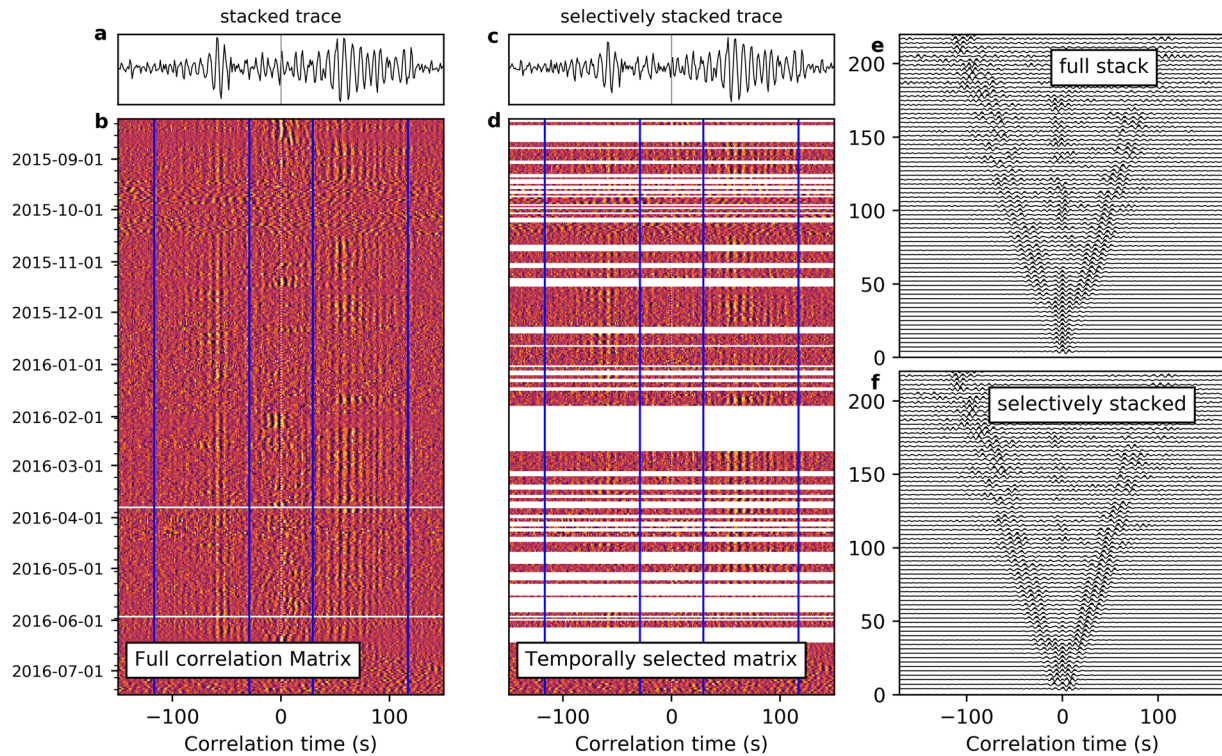 stacked trace
selectively stacked trace
a
c
e
full stack
b
d
2015-09-01
2015-10-01
2015-11-01
2015-12-01
2016-01-01
2016-02-01
2016-03-01
2016-04-01
2016-05-01
2016-06-01
2016-07-01
Full correlation Matrix
Temporally selected matrix
−100 0 100
Correlation time (s)
−100 0 100
Correlation time (s)
200
150
100
50
0
f
selectively stacked
200
150
100
50
0
−100 0 100
Correlation time (s)